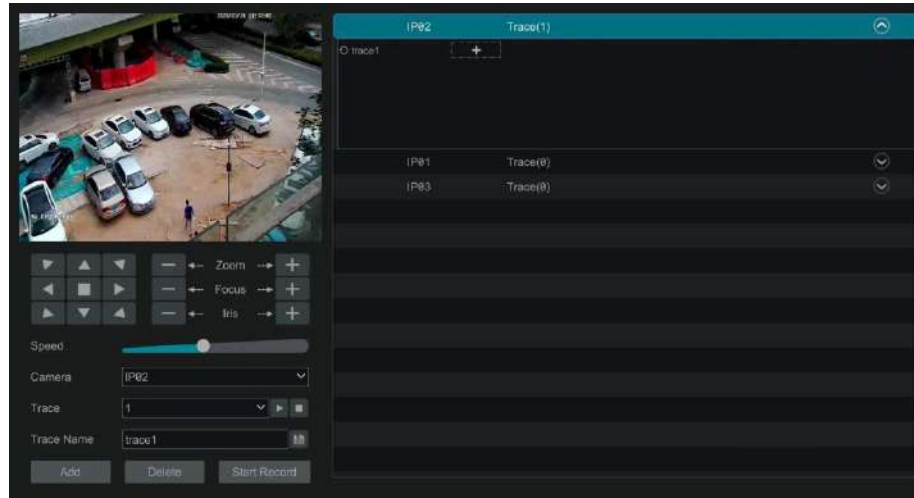 IP02 Trace(1)
trace1
IP01 Trace(0)
IP03 Trace(0)
Zoom
Focus
Iris
Speed
Camera IP02
Trace 1
Trace Name trace1
Add Delete Start Record